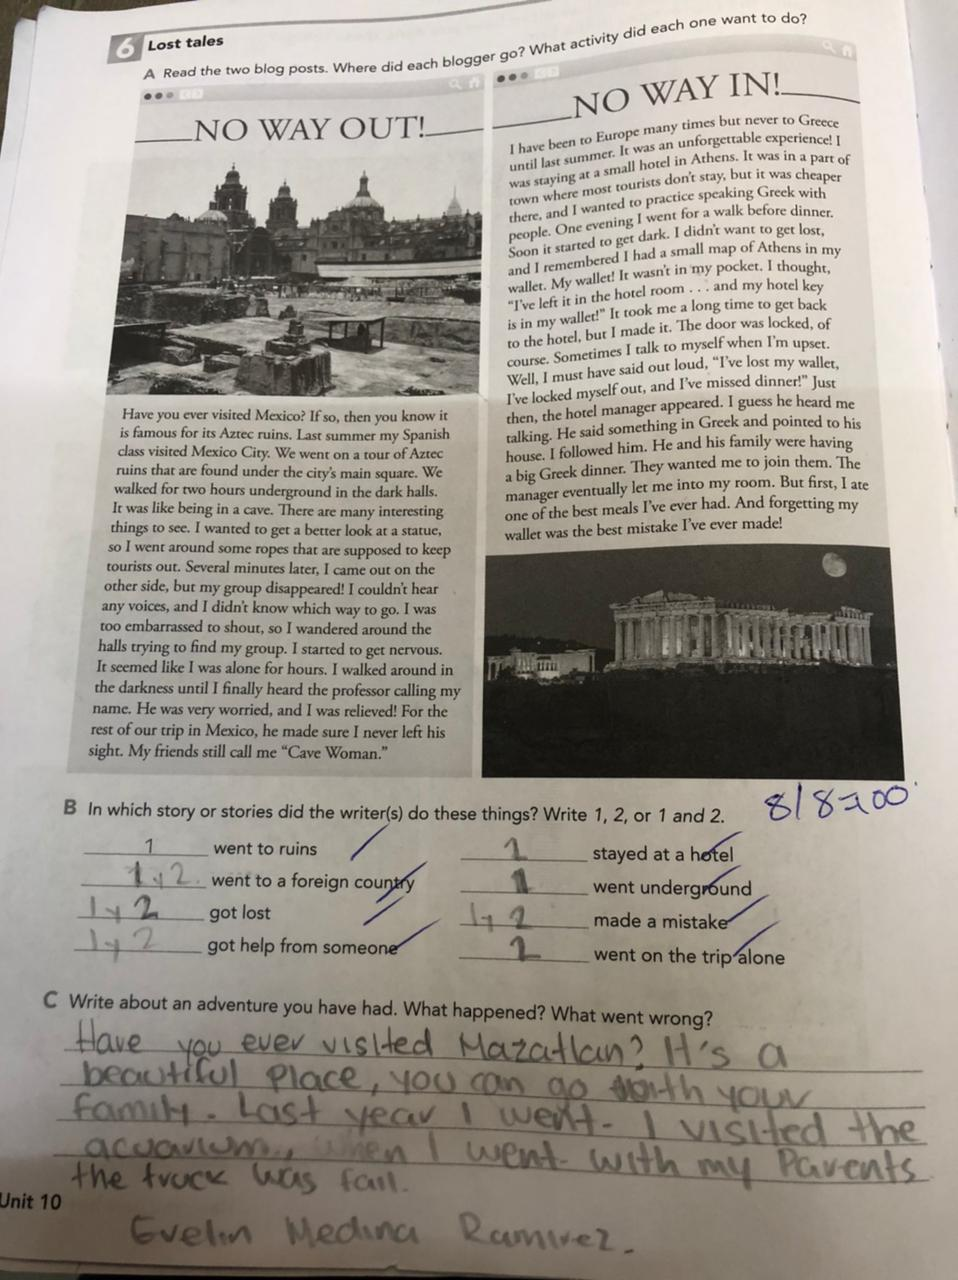 6 Lost tales
A Read the two blog posts. Where did each blogger go? What activity did each one want to do?
NO WAY OUT!
Have you ever visited Mexico? If so, then you know it
is famous for its Aztec ruins. Last summer my Spanish
class visited Mexico City. We went on a tour of Aztec
ruins that are found under the city's main square. We
walked for two hours underground in the dark halls.
It was like being in a cave. There are many interesting
things to see. I wanted to get a better look at a statue,
so I went around some ropes that are supposed to keep
tourists out. Several minutes later, I came out on the
other side, but my group disappeared! I couldn't hear
any voices, and I didn't know which way to go. I was
too embarrassed to shout, so I wandered around the
halls trying to find my group. I started to get nervous.
It seemed like I was alone for hours. I walked around in
the darkness until I finally heard the professor calling my
name. He was very worried, and I was relieved! For the
rest of our trip in Mexico, he made sure I never left his
sight. My friends still call me "Cave Woman."
NO WAY IN!
I have been to Europe many times but never to Greece
until last summer. It was an unforgettable experience! I
was staying at a small hotel in Athens. It was in a part of
town where most tourists don't stay, but it was cheaper
there, and I wanted to practice speaking Greek with
people. One evening I went for a walk before dinner.
Soon it started to get dark. I didn't want to get lost,
and I remembered I had a small map of Athens in my
wallet. My wallet! It wasn't in my pocket. I thought,
"I've left it in the hotel room . . . and my hotel key
is in my wallet!" It took me a long time to get back
to the hotel, but I made it. The door was locked, of
course. Sometimes I talk to myself when I'm upset.
Well, I must have said out loud, "I've lost my wallet,
I've locked myself out, and I've missed dinner!" Just
then, the hotel manager appeared. I guess he heard me
talking. He said something in Greek and pointed to his
house. I followed him. He and his family were having
a big Greek dinner. They wanted me to join them. The
manager eventually let me into my room. But first, I ate
one of the best meals I've ever had. And forgetting my
wallet was the best mistake I've ever made!
B In which story or stories did the writer(s) do these things? Write 1, 2, or 1 and 2.
8/8=100
1 went to ruins
1 y 2. went to a foreign country
1 y 2 got lost
1 y 2 got help from someone
2 stayed at a hotel
1 went underground
1 y 2 made a mistake
2 went on the trip alone
C Write about an adventure you have had. What happened? What went wrong?
Have you ever visited Mazatlan? It's a
beautiful place, you can go with your
family. Last year I went. I visited the
acuarium, when I went with my Parents
the truck was fail.
Unit 10
Evelin Medina Ramirez.